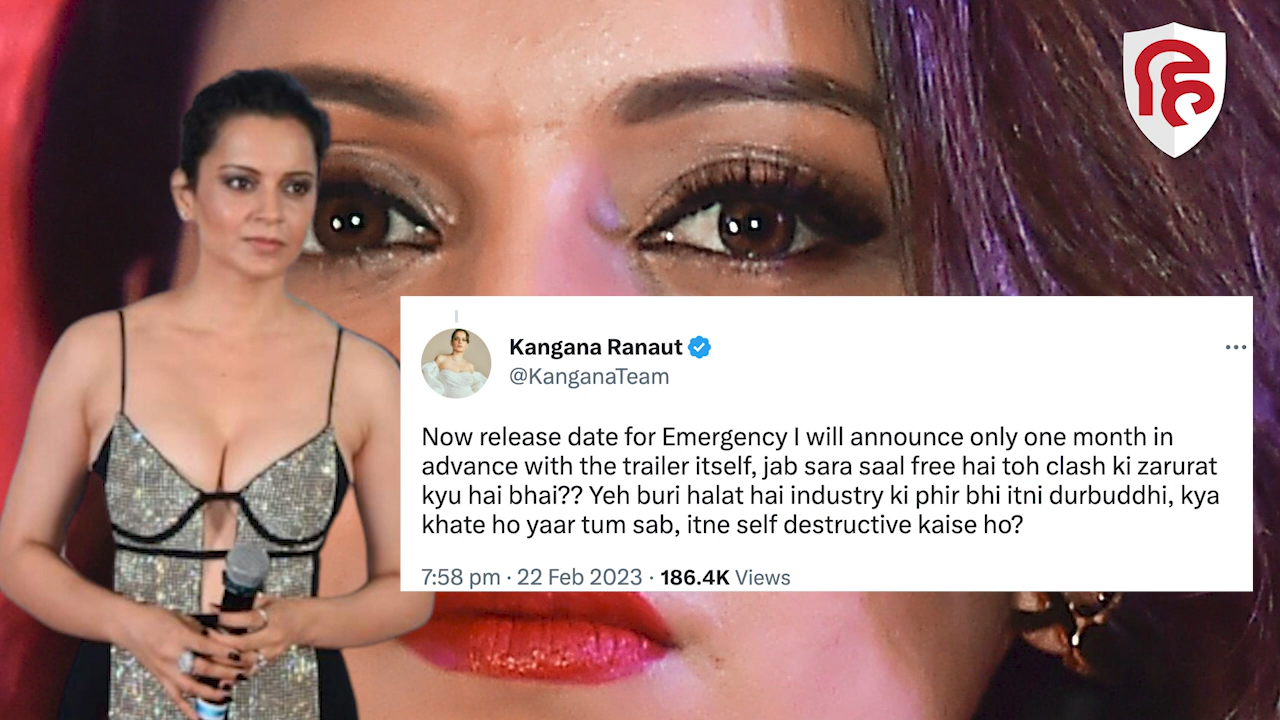 Kangana Ranaut
@KanganaTeam
Now release date for Emergency I will announce only one month in
advance with the trailer itself, jab sara saal free hai toh clash ki zarurat
kyu hai bhai?? Yeh buri halat hai industry ki phir bhi itni durbuddhi, kya
khate ho yaar tum sab, itne self destructive kaise ho?
7:58 pm · 22 Feb 2023 · 186.4K Views